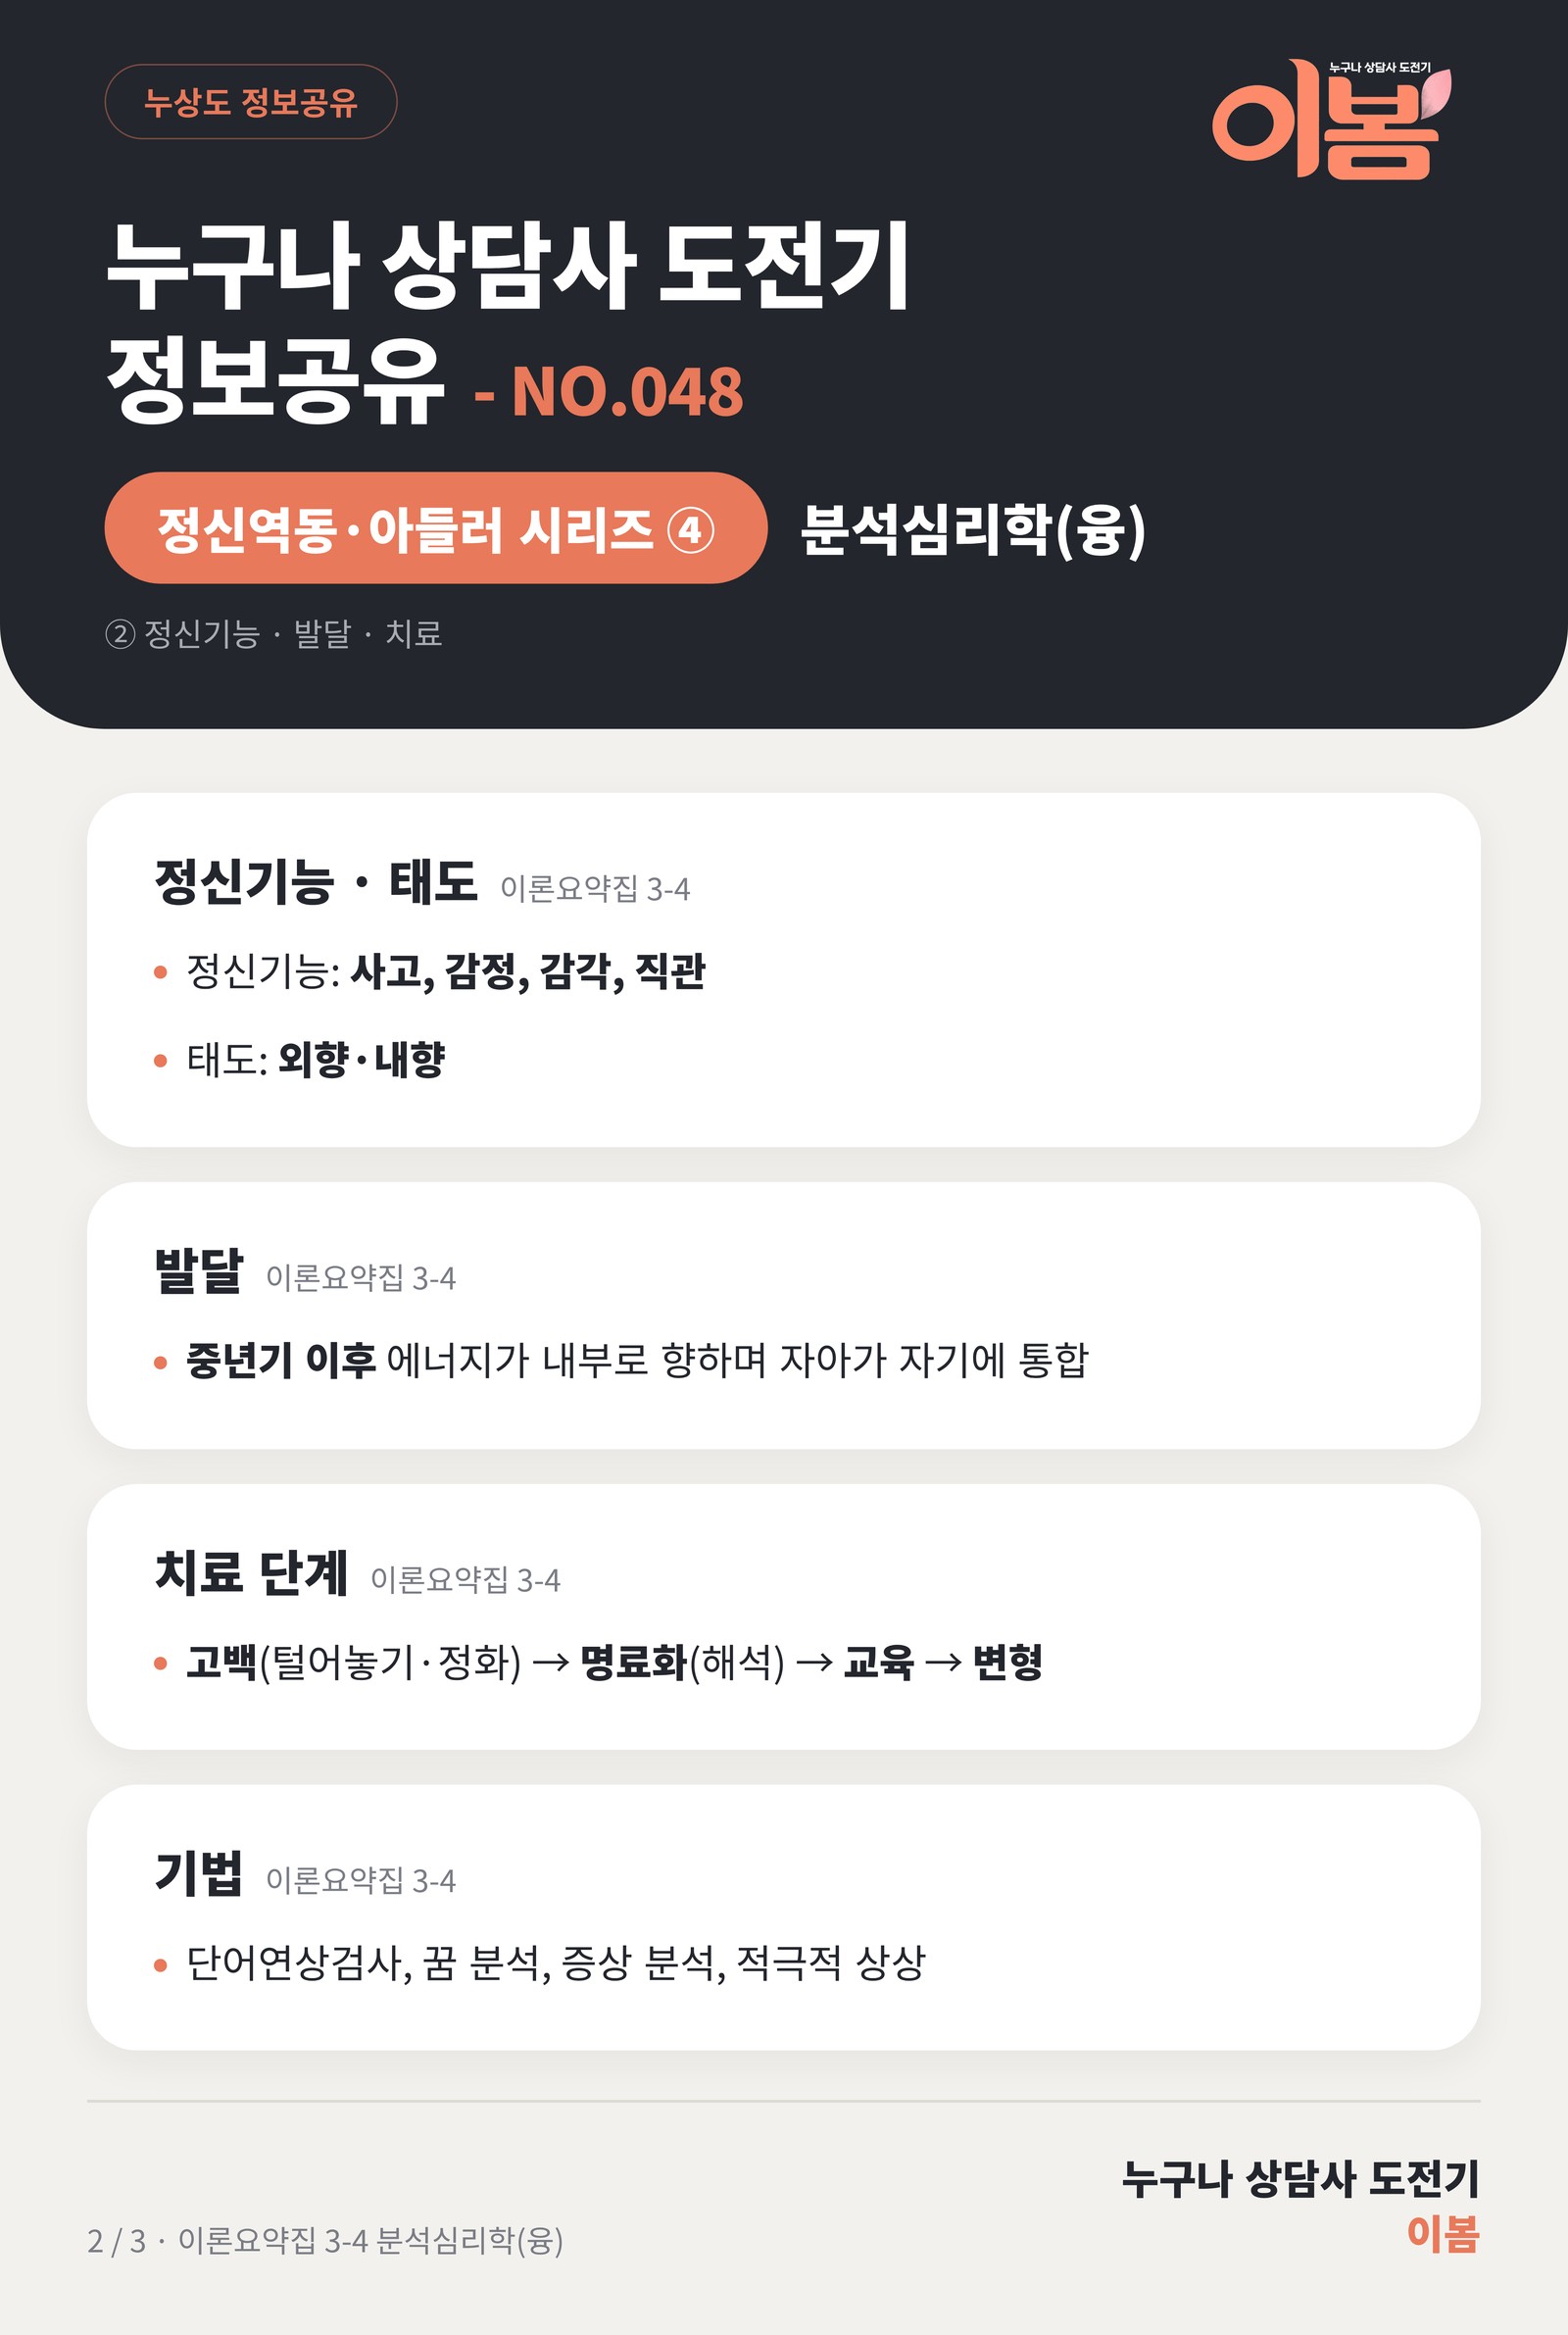 누상도 정보공유
누구나 상담사 도전기
이봄
누구나 상담사 도전기
정보공유 - NO.048
정신역동·아들러 시리즈 ④ 분석심리학(융)
② 정신기능 · 발달 · 치료
정신기능 · 태도 이론요약집 3-4
• 정신기능: 사고, 감정, 감각, 직관
• 태도: 외향·내향
발달 이론요약집 3-4
• 중년기 이후 에너지가 내부로 향하며 자아가 자기에 통합
치료 단계 이론요약집 3-4
• 고백(털어놓기·정화) → 명료화(해석) → 교육 → 변형
기법 이론요약집 3-4
• 단어연상검사, 꿈 분석, 증상 분석, 적극적 상상
누구나 상담사 도전기
2 / 3 · 이론요약집 3-4 분석심리학(융)
이봄